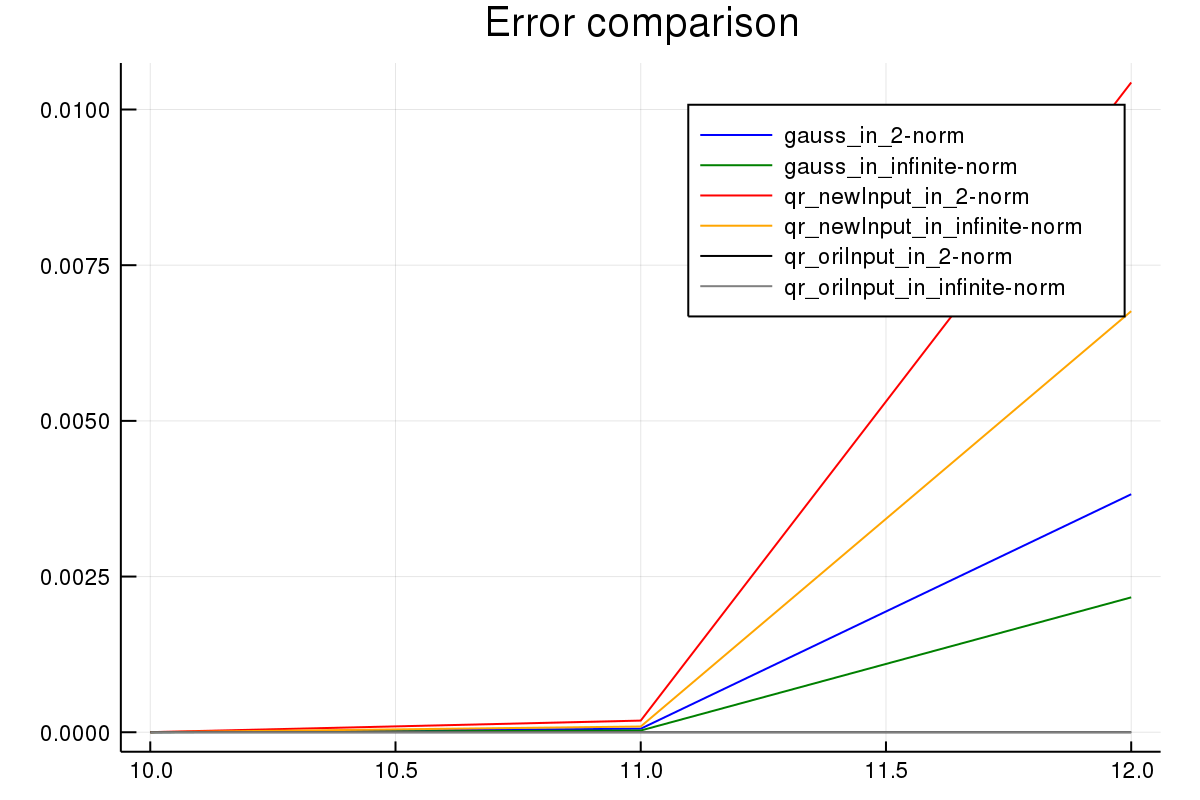 Error comparison
0.0100
0.0075
0.0050
0.0025
0.0000
gauss_in_2-norm
gauss_in_infinite-norm
qr_newInput_in_2-norm
qr_newInput_in_infinite-norm
qr_oriInput_in_2-norm
qr_oriInput_in_infinite-norm
10.0 10.5 11.0 11.5 12.0